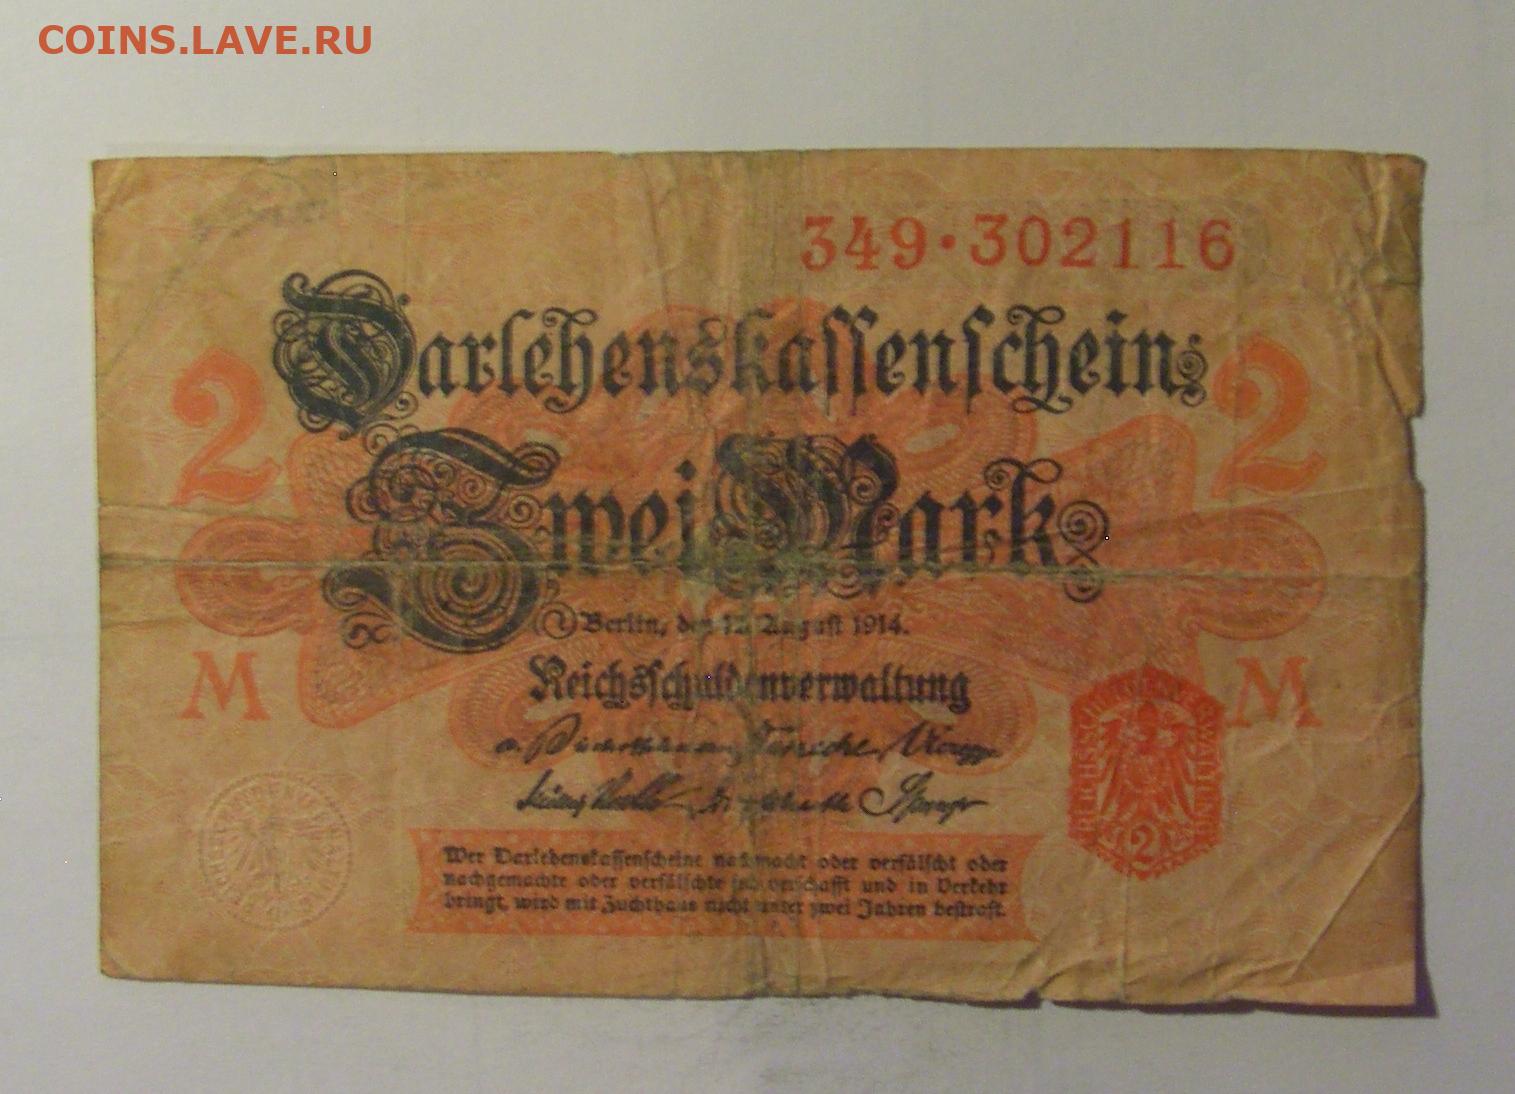 COINS.LAVE.RU
349·302116
Darlehenskassenschein
2 2
Zwei Mark
Berlin, den 12. August 1914.
M M
Reichsschuldenverwaltung
2
Wer Darlehenskassenscheine nachmacht oder verfälscht oder
nachgemachte oder verfälschte sich verschafft und in Verkehr
bringt, wird mit Zuchthaus nicht unter zwei Jahren bestraft.